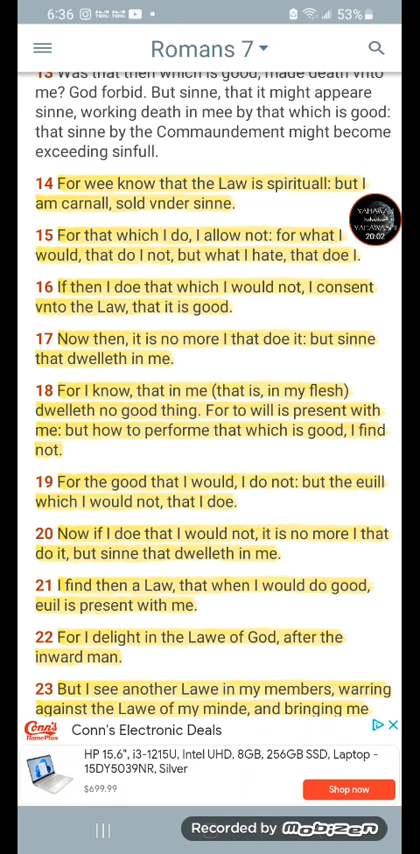 6:36
53%
Romans 7
13 Was that then which is good, made death vnto
me? God forbid. But sinne, that it might appeare
sinne, working death in mee by that which is good:
that sinne by the Commaundement might become
exceeding sinfull.
14 For wee know that the Law is spirituall: but I
am carnall, sold vnder sinne.
15 For that which I do, I allow not: for what I
would, that do I not, but what I hate, that doe I.
16 If then I doe that which I would not, I consent
vnto the Law, that it is good.
17 Now then, it is no more I that doe it: but sinne
that dwelleth in me.
18 For I know, that in me (that is, in my flesh)
dwelleth no good thing. For to will is present with
me: but how to performe that which is good, I find
not.
19 For the good that I would, I do not: but the euill
which I would not, that I doe.
20 Now if I doe that I would not, it is no more I that
do it, but sinne that dwelleth in me.
21 I find then a Law, that when I would do good,
euil is present with me.
22 For I delight in the Lawe of God, after the
inward man.
23 But I see another Lawe in my members, warring
against the Lawe of my minde, and bringing me
YAHAWAH
YAHAWASHI
20:02
Conn's
HomePlus
Conn's Electronic Deals
HP 15.6", i3-1215U, Intel UHD, 8GB, 256GB SSD, Laptop -
15DY5039NR, Silver
$699.99
Shop now
Recorded by mobizen